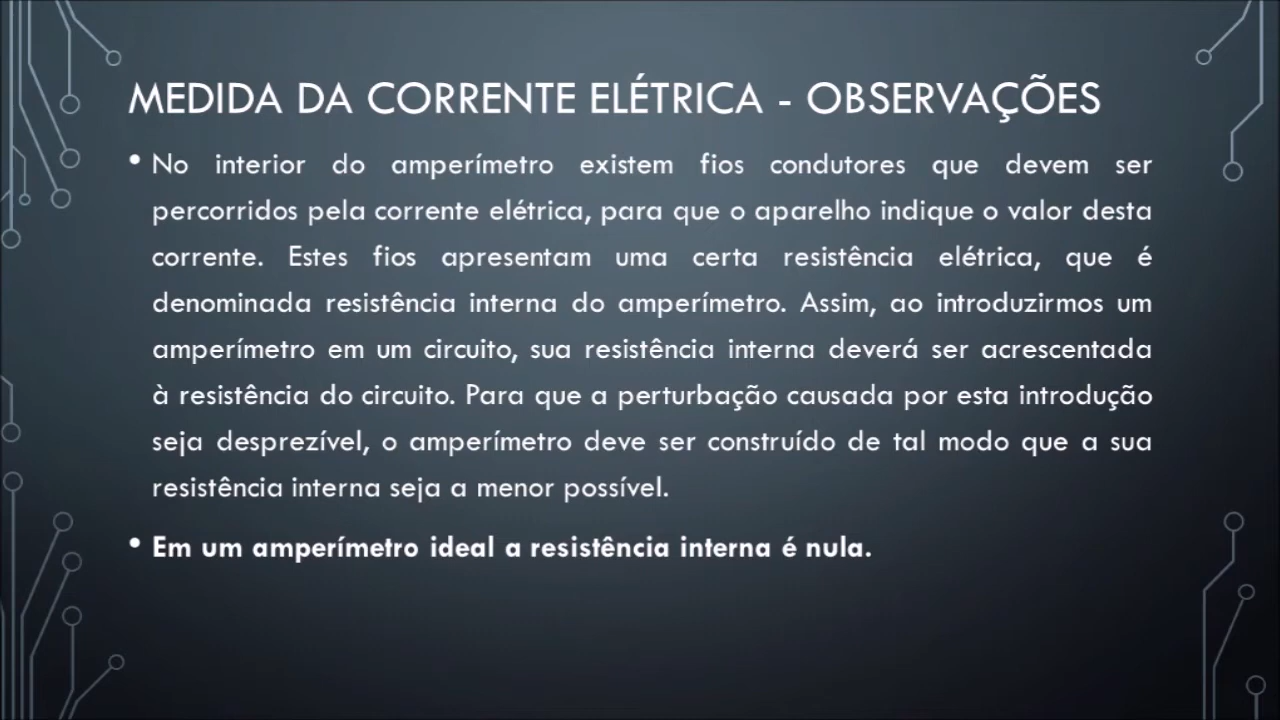 MEDIDA DA CORRENTE ELÉTRICA - OBSERVAÇÕES
• No interior do amperímetro existem fios condutores que devem ser
percorridos pela corrente elétrica, para que o aparelho indique o valor desta
corrente. Estes fios apresentam uma certa resistência elétrica, que é
denominada resistência interna do amperímetro. Assim, ao introduzirmos um
amperímetro em um circuito, sua resistência interna deverá ser acrescentada
à resistência do circuito. Para que a perturbação causada por esta introdução
seja desprezível, o amperímetro deve ser construído de tal modo que a sua
resistência interna seja a menor possível.
• Em um amperímetro ideal a resistência interna é nula.